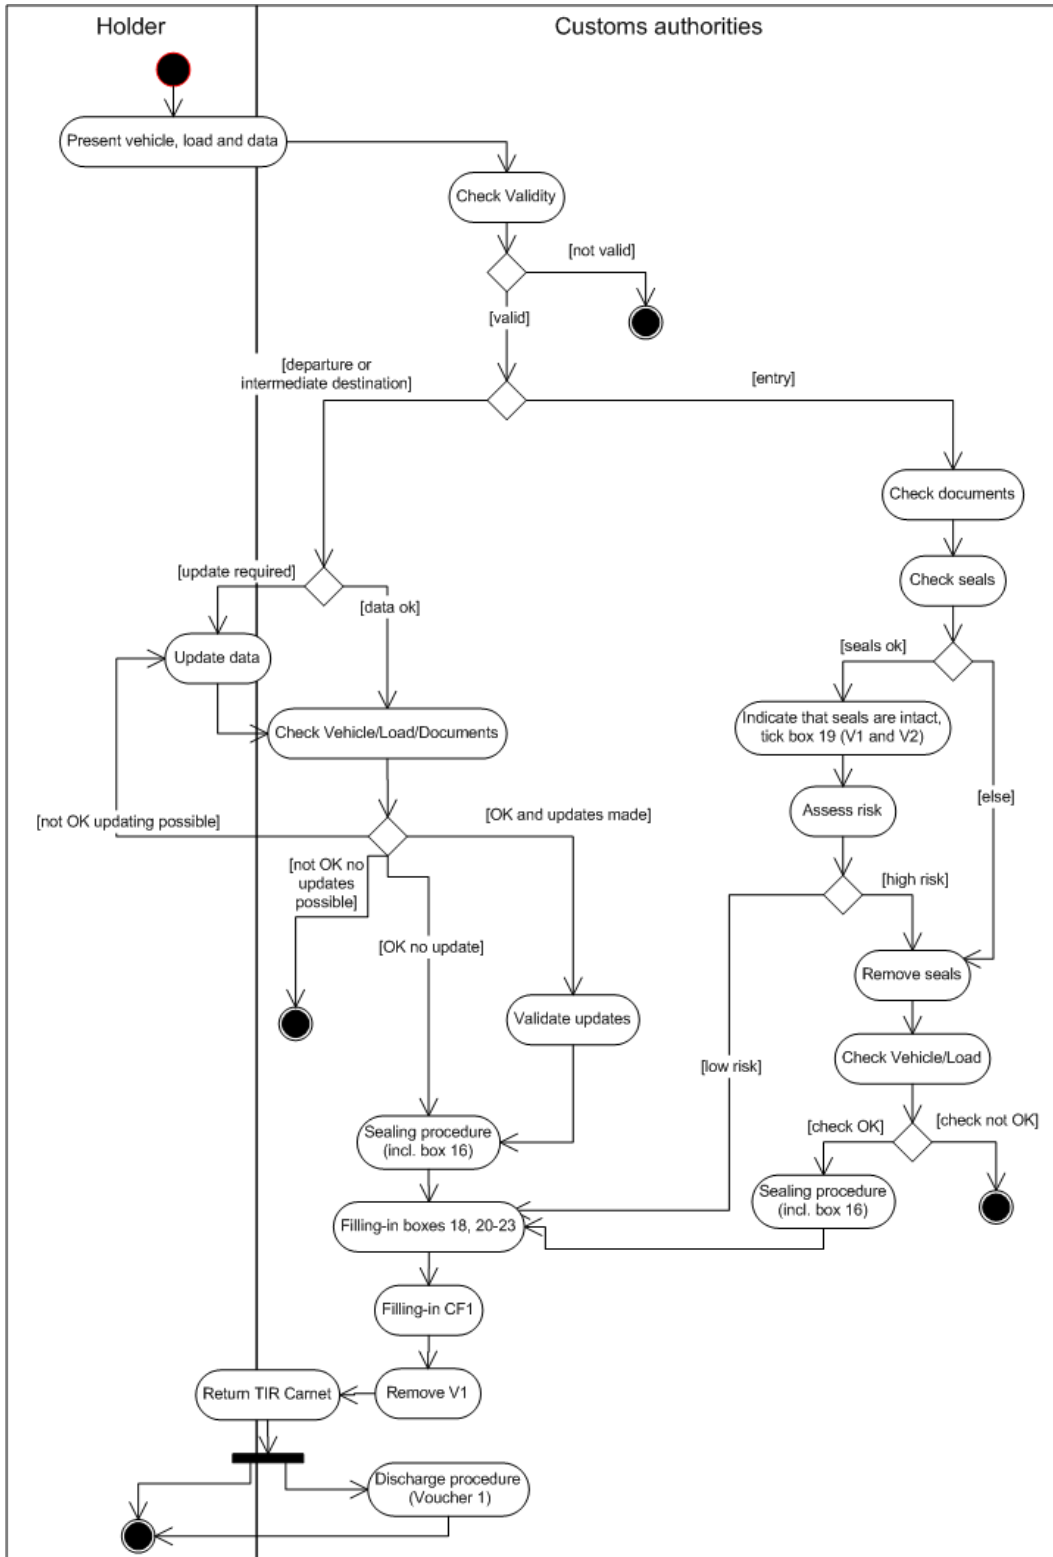 Holder
Customs authorities
Present vehicle, load and data
Check Validity
[not valid]
[valid]
[departure or
intermediate destination]
[entry]
Check documents
[update required]
Check seals
[data ok]
[seals ok]
Update data
Indicate that seals are intact,
tick box 19 (V1 and V2)
Check Vehicle/Load/Documents
[else]
Assess risk
[not OK updating possible]
[OK and updates made]
[not OK no
updates
possible]
[high risk]
[OK no update]
Remove seals
Validate updates
Check Vehicle/Load
[low risk]
[check OK]
[check not OK]
Sealing procedure
(incl. box 16)
Sealing procedure
(incl. box 16)
Filling-in boxes 18, 20-23
Filling-in CF1
Return TIR Carnet
Remove V1
Discharge procedure
(Voucher 1)